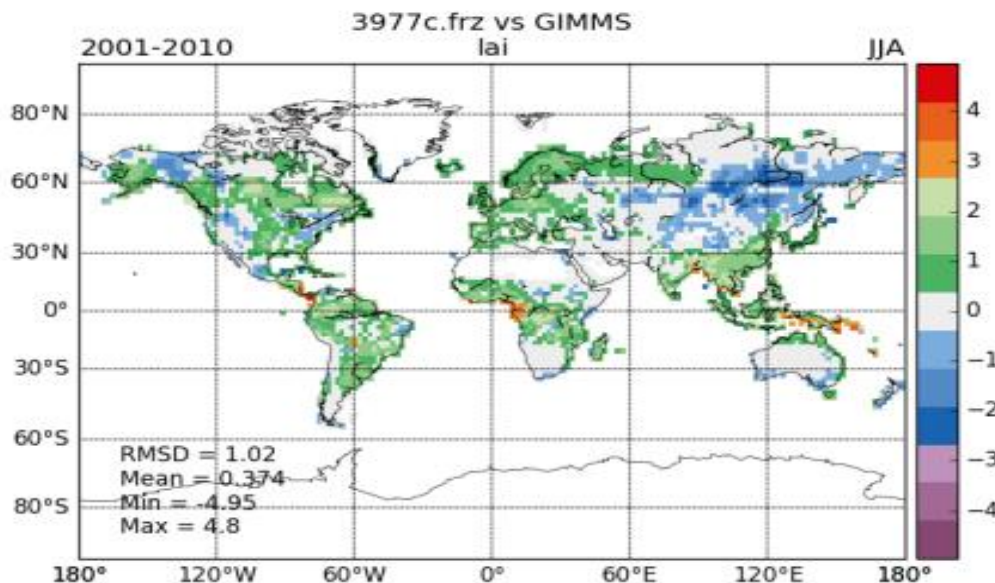 3977c.frz vs GIMMS
2001-2010 lai JJA
80°N
60°N
30°N
0°
30°S
60°S
80°S
RMSD = 1.02
Mean = 0.374
Min = -4.95
Max = 4.8
180° 120°W 60°W 0° 60°E 120°E 180°
4
3
2
1
0
−1
−2
−3
−4